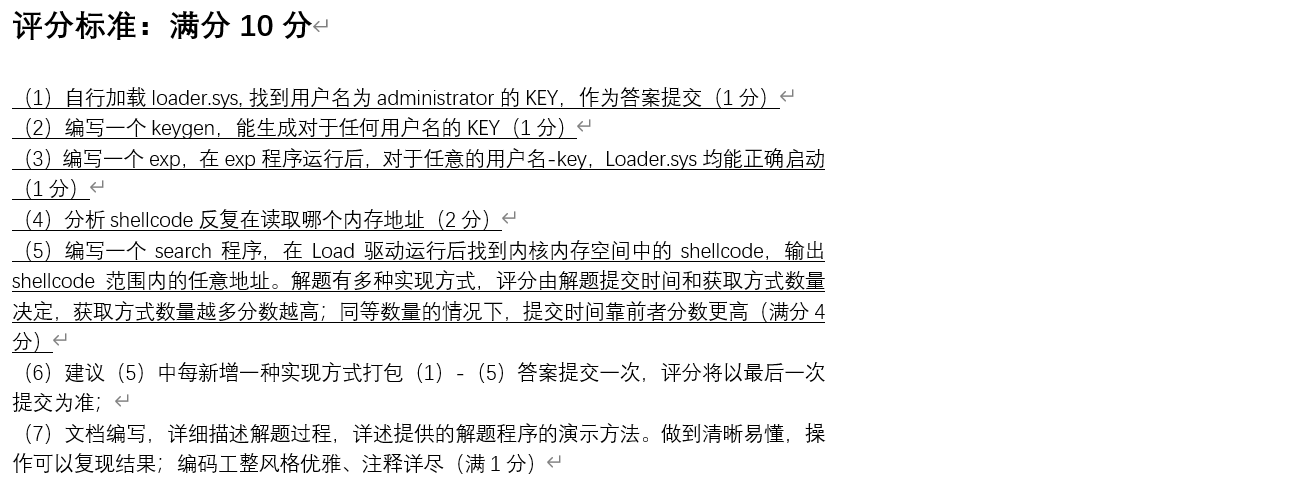 评分标准：满分 10 分
（1）自行加载 loader.sys, 找到用户名为 administrator 的 KEY，作为答案提交（1 分）
（2）编写一个 keygen，能生成对于任何用户名的 KEY（1 分）
（3）编写一个 exp，在 exp 程序运行后，对于任意的用户名-key，Loader.sys 均能正确启动
（1 分）
（4）分析 shellcode 反复在读取哪个内存地址（2 分）
（5）编写一个 search 程序，在 Load 驱动运行后找到内核内存空间中的 shellcode，输出
shellcode 范围内的任意地址。解题有多种实现方式，评分由解题提交时间和获取方式数量
决定，获取方式数量越多分数越高；同等数量的情况下，提交时间靠前者分数更高（满分 4
分）
（6）建议（5）中每新增一种实现方式打包（1）-（5）答案提交一次，评分将以最后一次
提交为准；
（7）文档编写，详细描述解题过程，详述提供的解题程序的演示方法。做到清晰易懂，操
作可以复现结果；编码工整风格优雅、注释详尽（满 1 分）